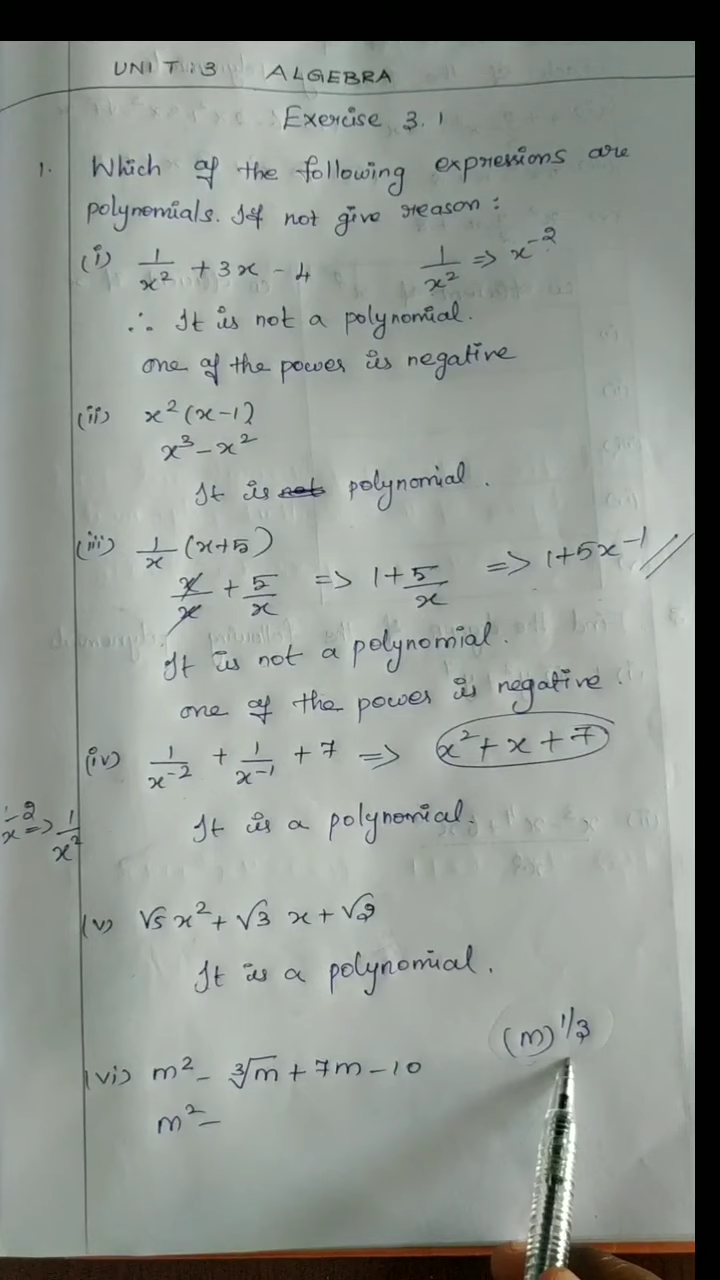 UNIT:3 ALGEBRA
Exercise 3.1
1. Which of the following expressions are
polynomials. If not give reason:
(i) 1/x² + 3x - 4 1/x² => x⁻²
∴ It is not a polynomial.
one of the power is negative
(ii) x²(x-1)
x³ - x²
It is not polynomial.
(iii) 1/x (x+5)
x/x + 5/x => 1 + 5/x => 1+5x⁻¹ //
It is not a polynomial.
one of the power is negative.
(iv) 1/x⁻² + 1/x⁻¹ + 7 => x² + x + 7
It is a polynomial.
x⁻² => 1/x²
(v) √5 x² + √3 x + √2
It is a polynomial.
(m)^1/3
(vi) m² - ∛m + 7m - 10
m² -